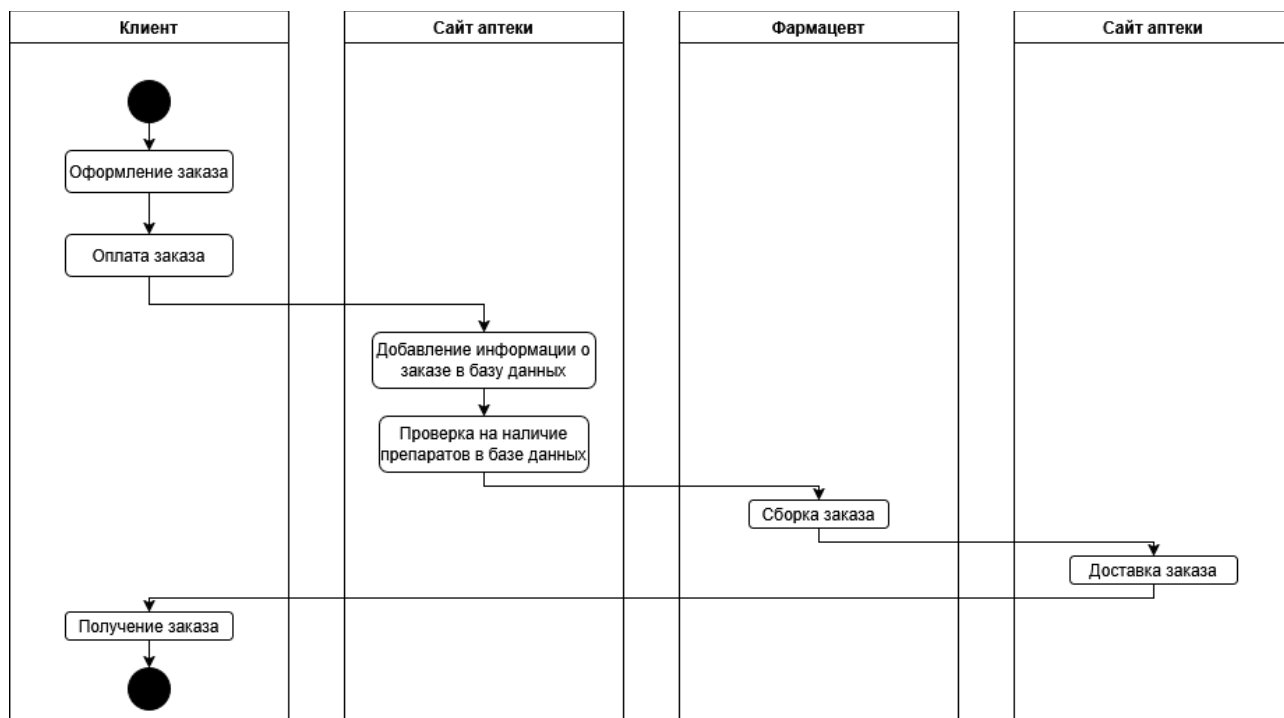 Клиент
Сайт аптеки
Фармацевт
Сайт аптеки
Оформление заказа
Оплата заказа
Добавление информации о
заказе в базу данных
Проверка на наличие
препаратов в базе данных
Сборка заказа
Доставка заказа
Получение заказа